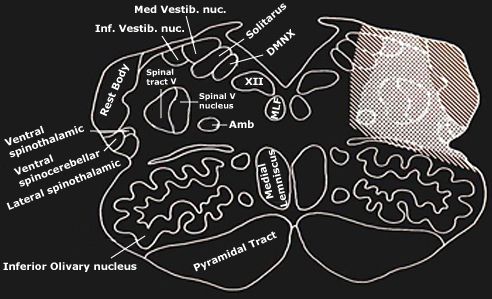 Med Vestib. nuc.
Inf. Vestib. nuc.
Solitarus
DMNX
Rest Body
Spinal
tract V
Spinal V
nucleus
XII
MLF
Amb
Ventral
spinothalamic
Ventral
spinocerebellar
Lateral spinothalamic
Medial
Lemniscus
Inferior Olivary nucleus
Pyramidal Tract